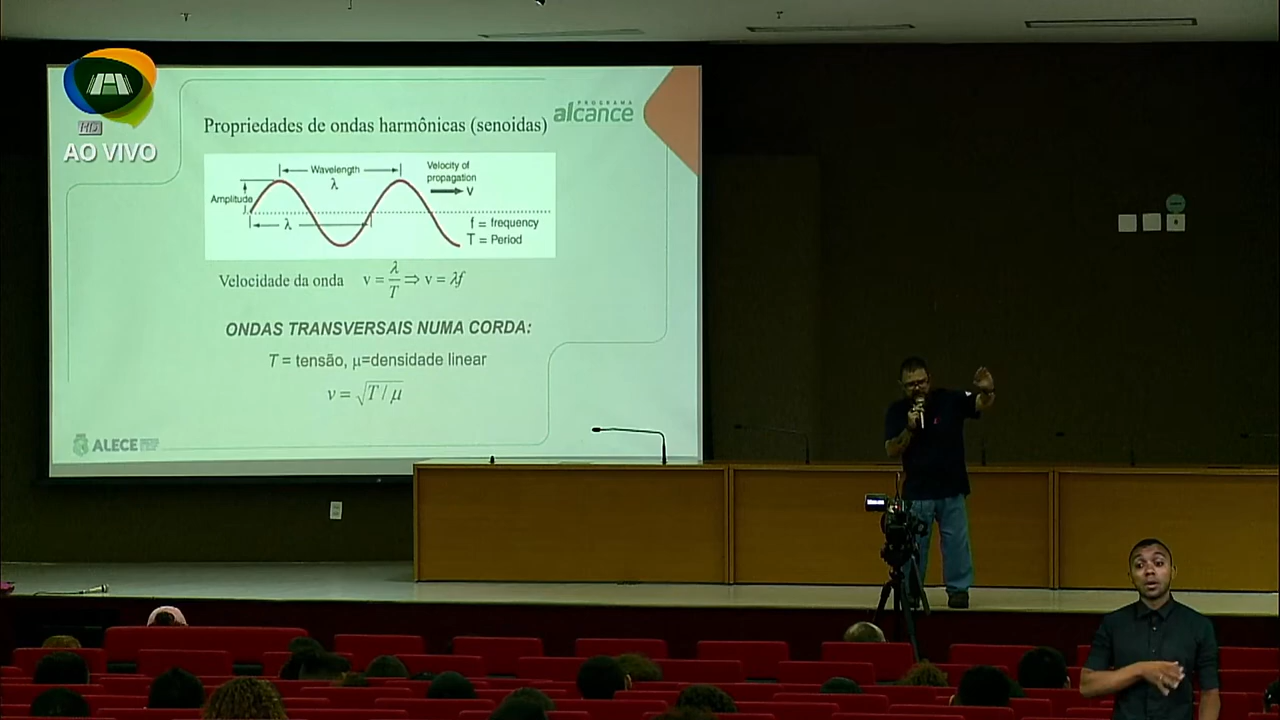 HD
AO VIVO
PROGRAMA
alcance
Propriedades de ondas harmônicas (senoidas)
Wavelength
λ
Velocity of
propagation
V
Amplitude
λ
f = frequency
T = Period
Velocidade da onda v = λ/T ⇒ v = λf
ONDAS TRANSVERSAIS NUMA CORDA:
T = tensão, μ=densidade linear
v = √T / μ
ALECE